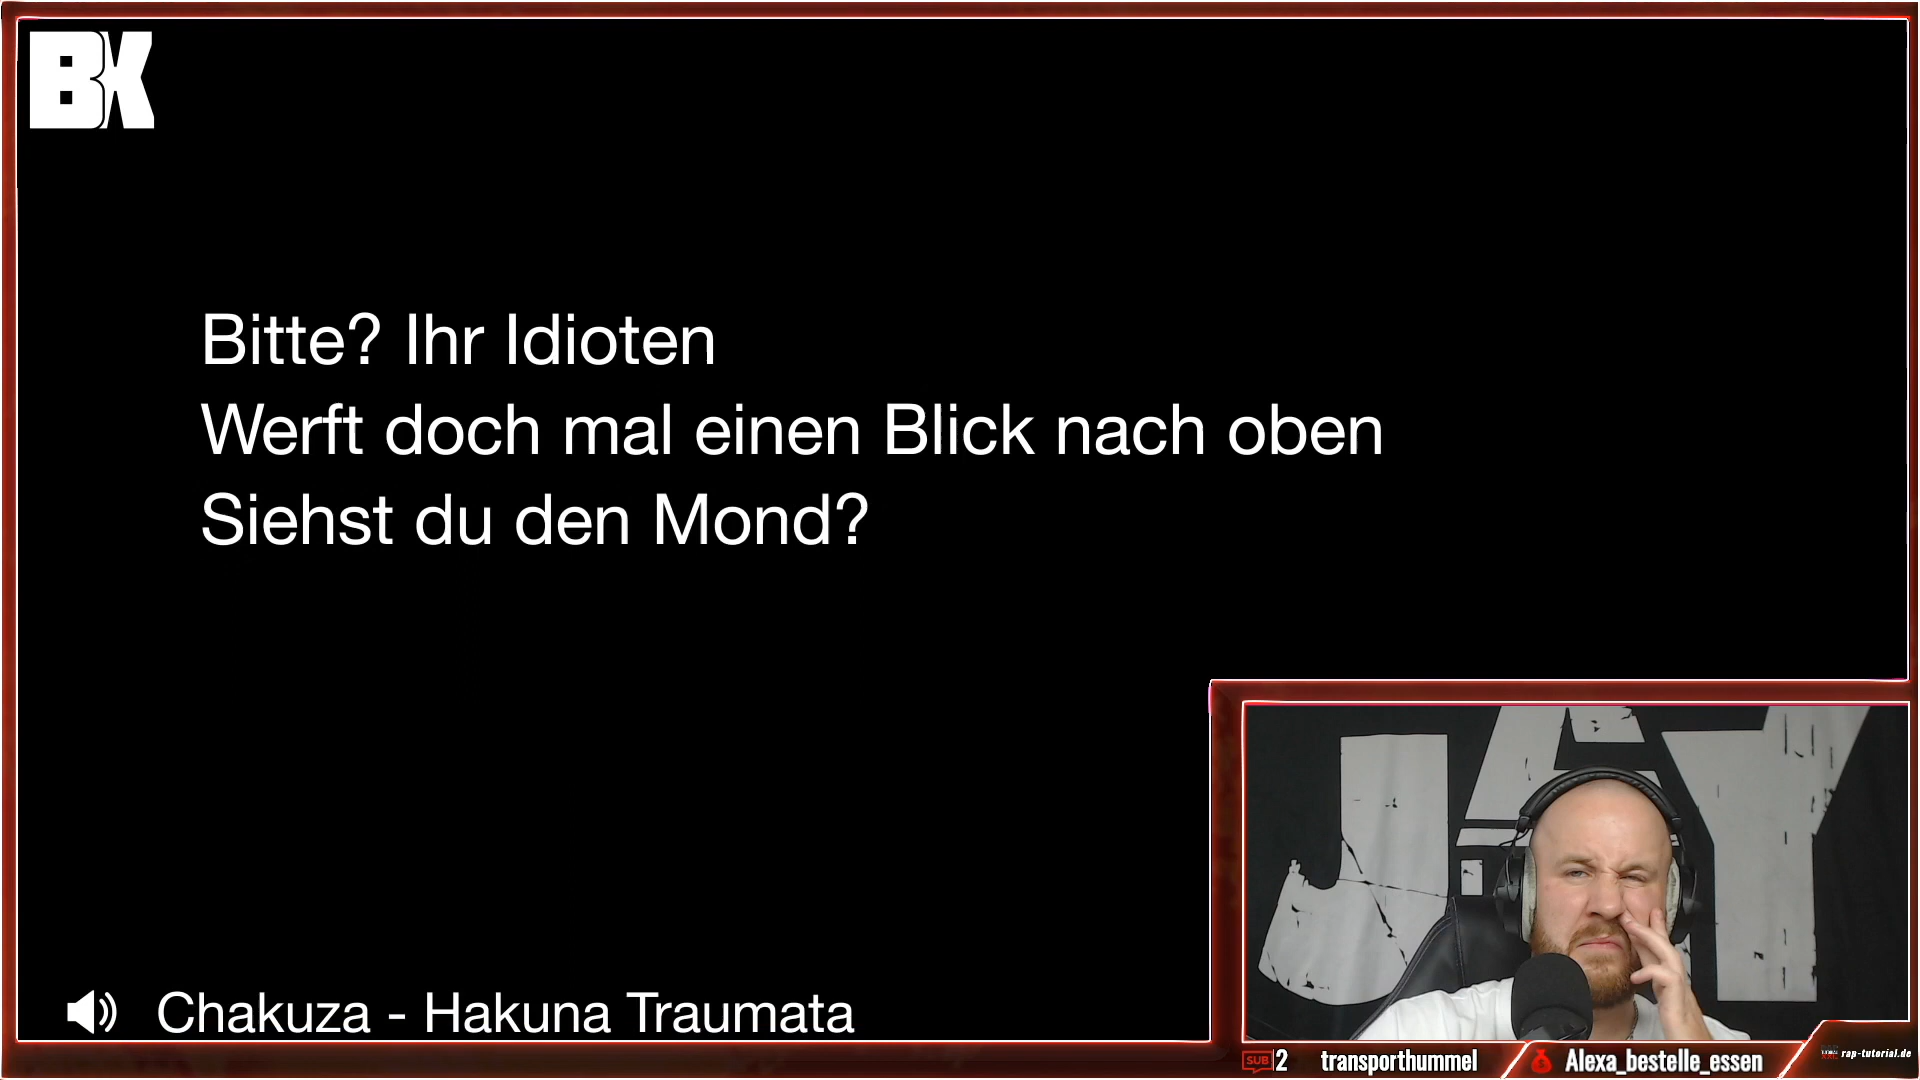 BK
Bitte? Ihr Idioten
Werft doch mal einen Blick nach oben
Siehst du den Mond?
Chakuza - Hakuna Traumata
JAY
SUB 2 transporthummel Alexa_bestelle_essen rap-tutorial.de